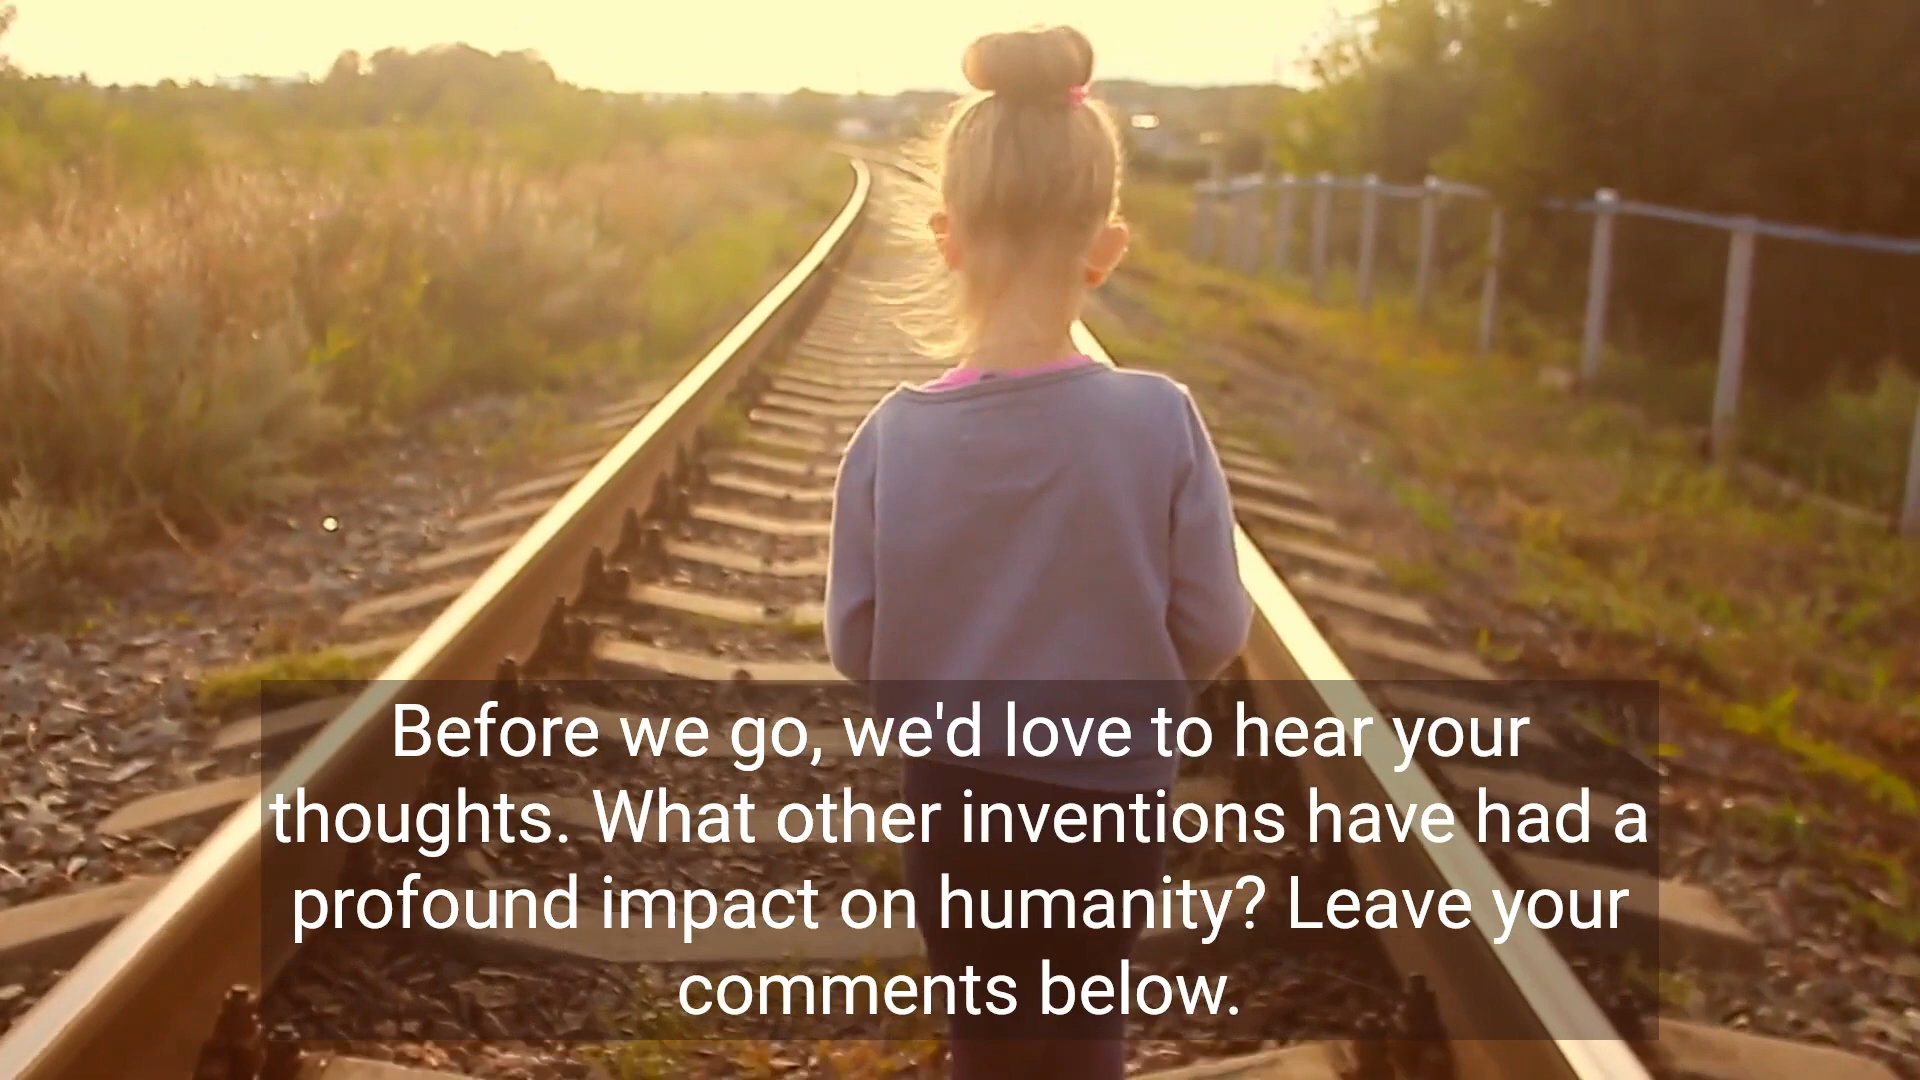 Before we go, we'd love to hear your
thoughts. What other inventions have had a
profound impact on humanity? Leave your
comments below.